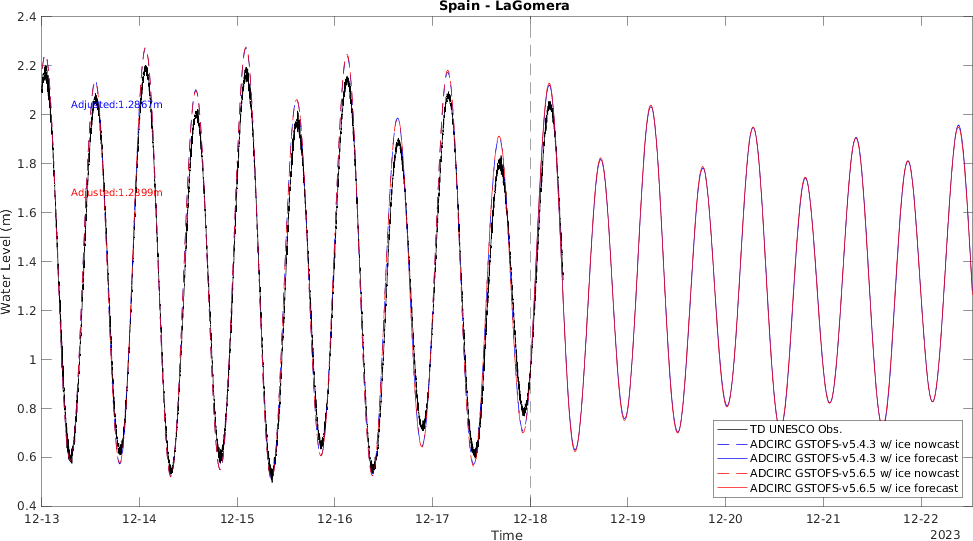 Spain - LaGomera
2.4
2.2
2
1.8
1.6
1.4
1.2
1
0.8
0.6
0.4
Water Level (m)
Adjusted:1.2867m
Adjusted:1.2899m
TD UNESCO Obs.
ADCIRC GSTOFS-v5.4.3 w/ ice nowcast
ADCIRC GSTOFS-v5.4.3 w/ ice forecast
ADCIRC GSTOFS-v5.6.5 w/ ice nowcast
ADCIRC GSTOFS-v5.6.5 w/ ice forecast
12-13
12-14
12-15
12-16
12-17
12-18
12-19
12-20
12-21
12-22
Time
2023